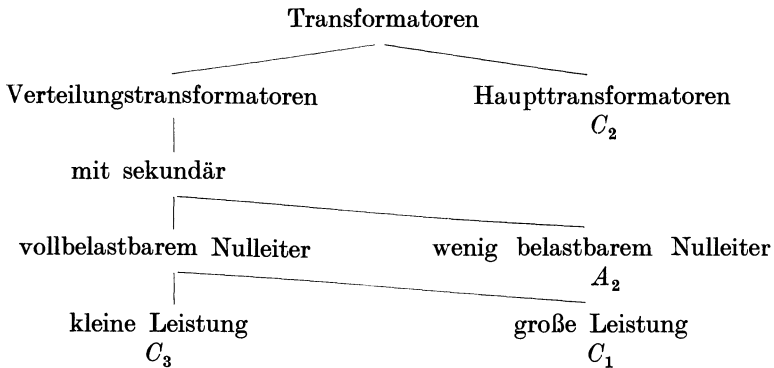 Transformatoren
Verteilungstransformatoren Haupttransformatoren
C₂
mit sekundär
vollbelastbarem Nulleiter wenig belastbarem Nulleiter
A₂
kleine Leistung große Leistung
C₃ C₁